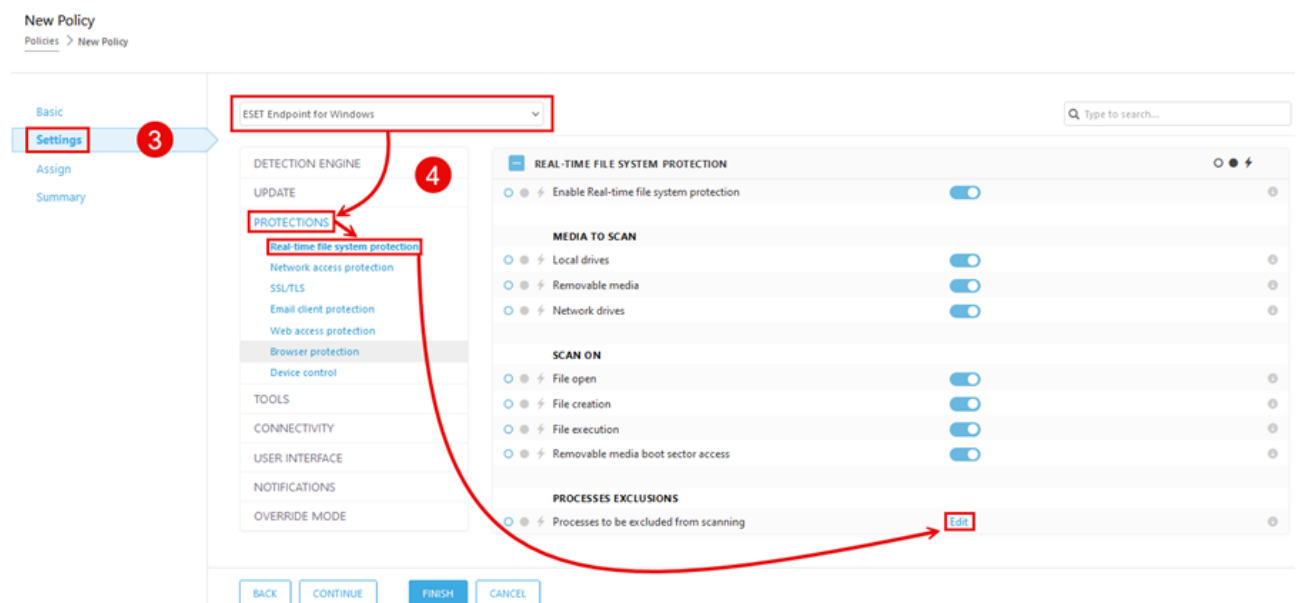 New Policy
Policies > New Policy
Basic
Settings
3
Assign
Summary
ESET Endpoint for Windows
Type to search...
4
DETECTION ENGINE
UPDATE
PROTECTIONS
Real-time file system protection
Network access protection
SSL/TLS
Email client protection
Web access protection
Browser protection
Device control
TOOLS
CONNECTIVITY
USER INTERFACE
NOTIFICATIONS
OVERRIDE MODE
REAL-TIME FILE SYSTEM PROTECTION
Enable Real-time file system protection
MEDIA TO SCAN
Local drives
Removable media
Network drives
SCAN ON
File open
File creation
File execution
Removable media boot sector access
PROCESSES EXCLUSIONS
Processes to be excluded from scanning
Edit
BACK
CONTINUE
FINISH
CANCEL